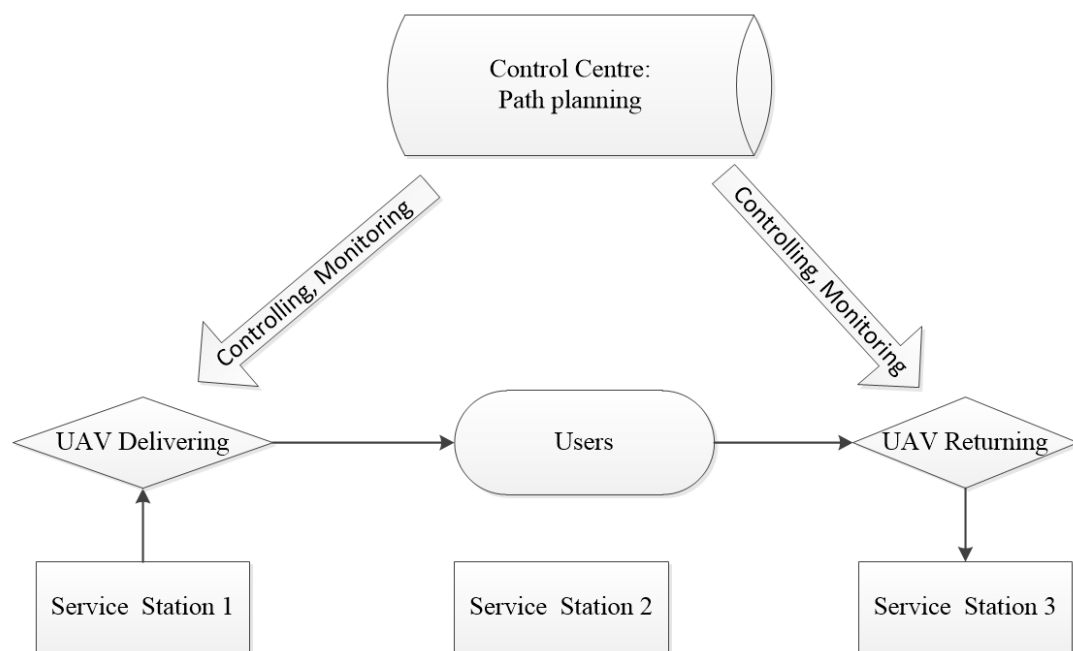 Control Centre:
Path planning
Controlling, Monitoring
Controlling, Monitoring
UAV Delivering
Users
UAV Returning
Service Station 1
Service Station 2
Service Station 3